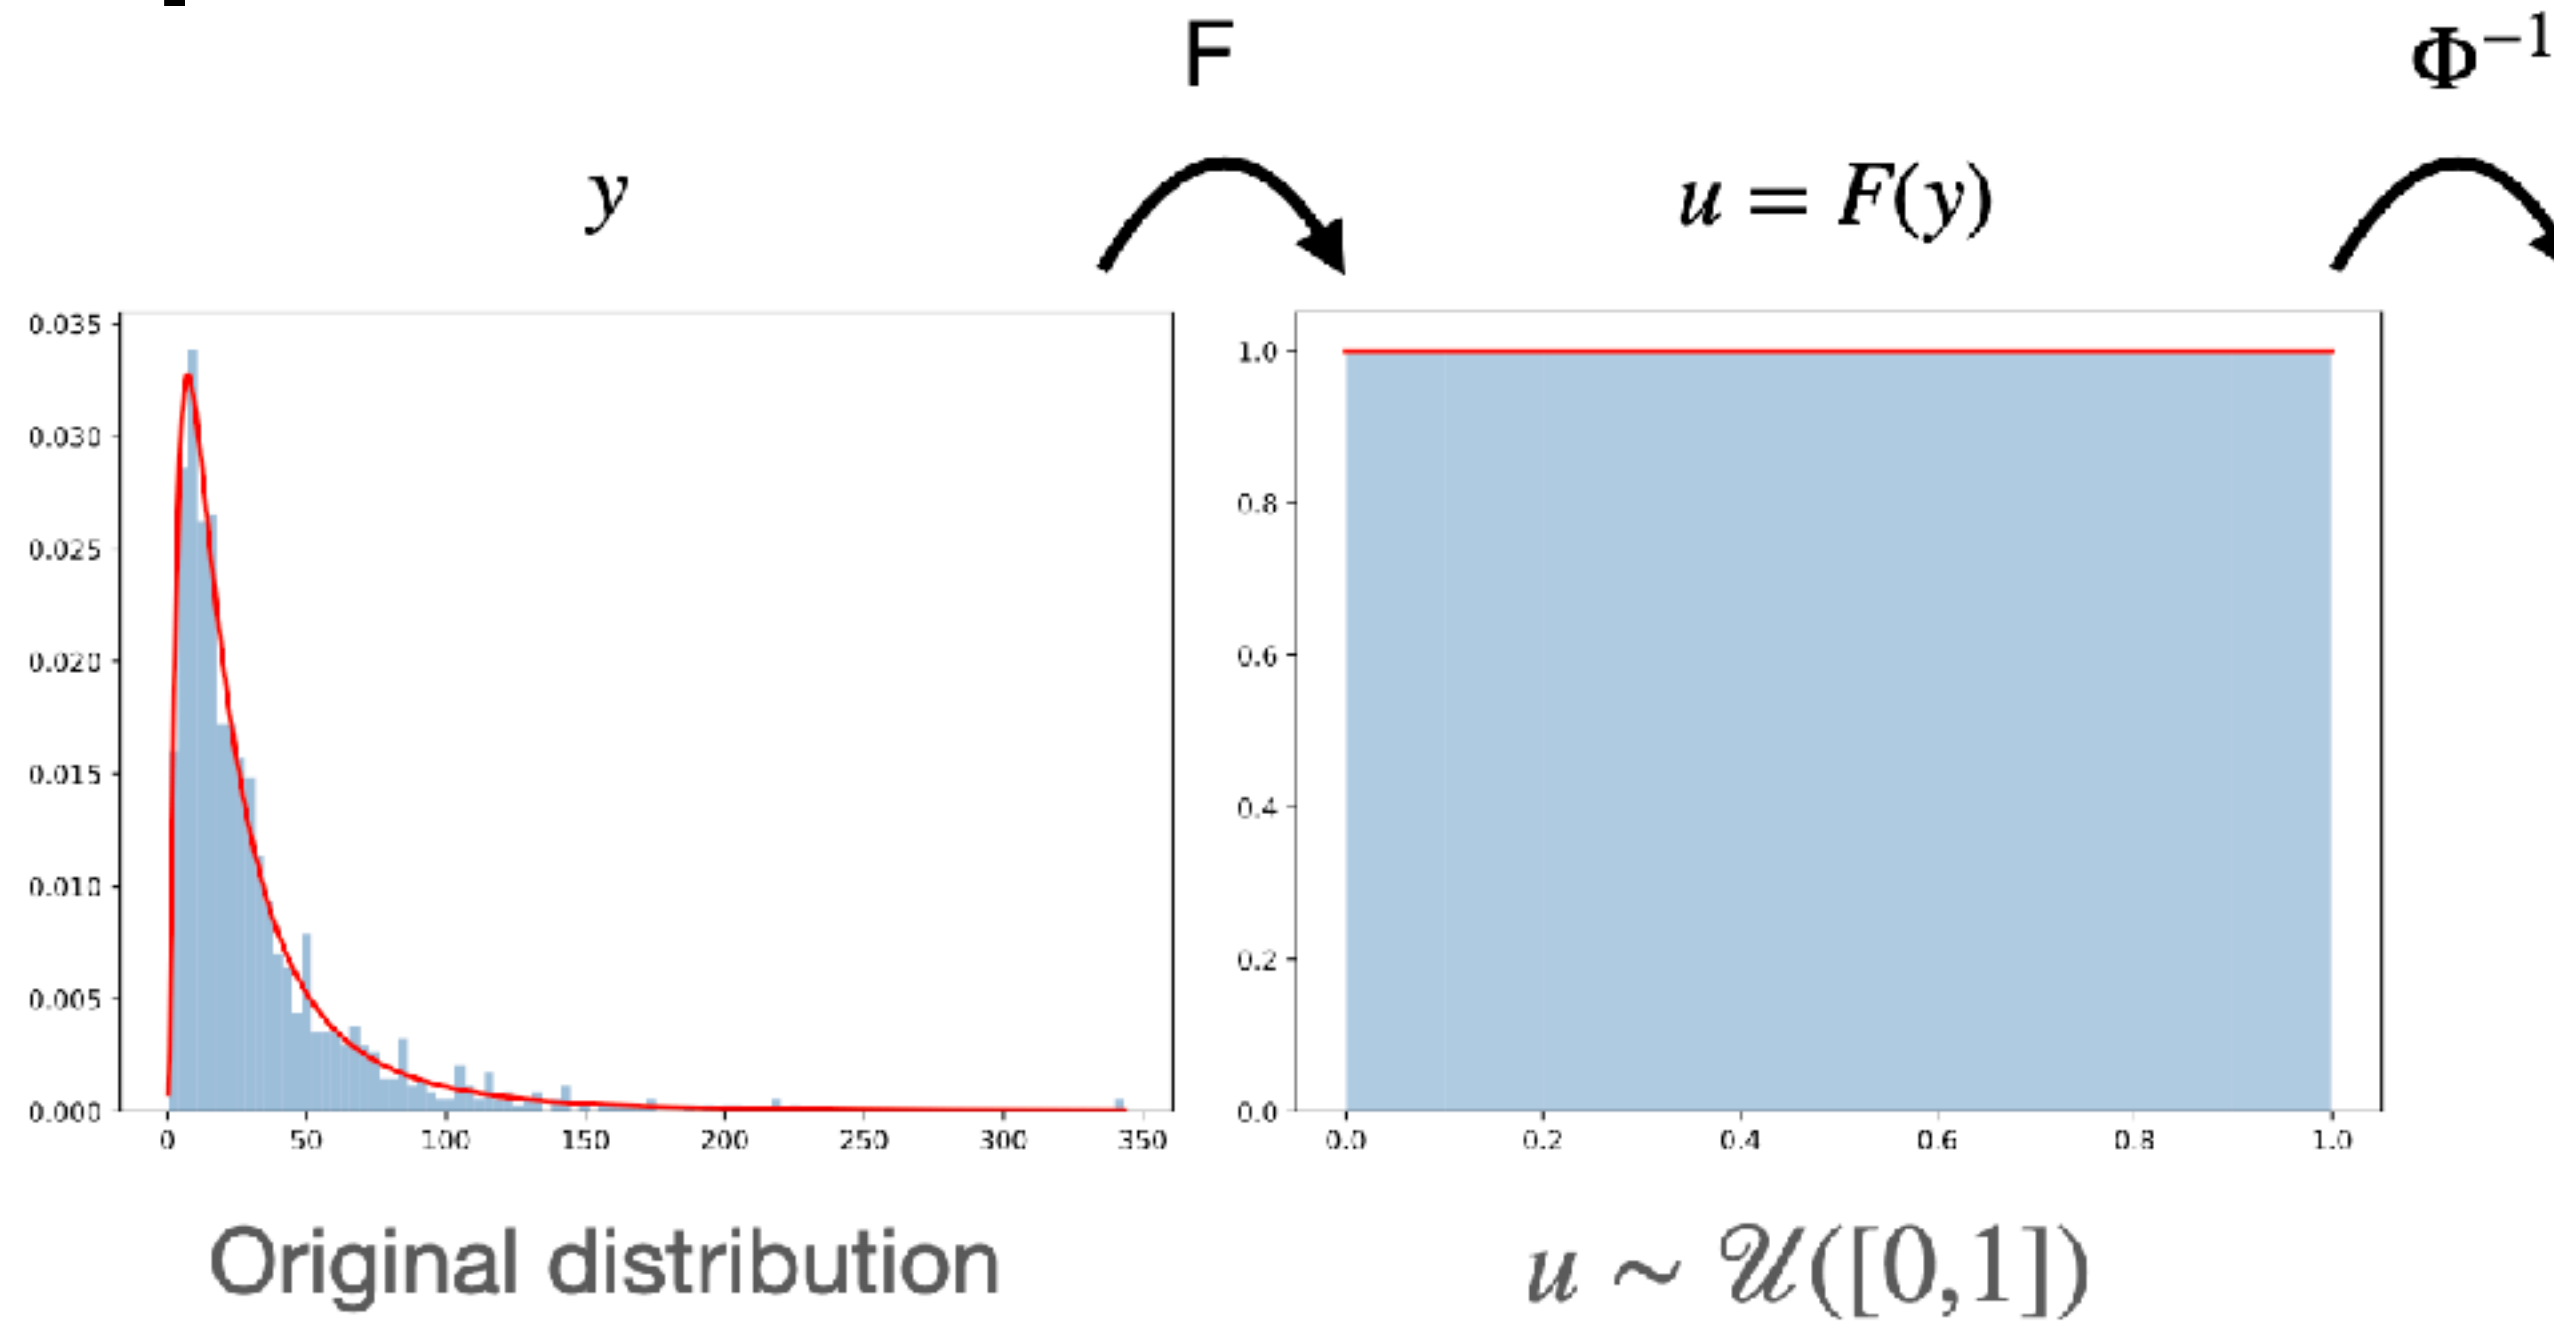 F
Φ⁻¹
y
u = F(y)
0.035
0.030
0.025
0.020
0.015
0.010
0.005
0.000
0 50 100 150 200 250 300 350
1.0
0.8
0.6
0.4
0.2
0.0
0.0 0.2 0.4 0.6 0.8 1.0
Original distribution
u ~ 𝒰([0,1])